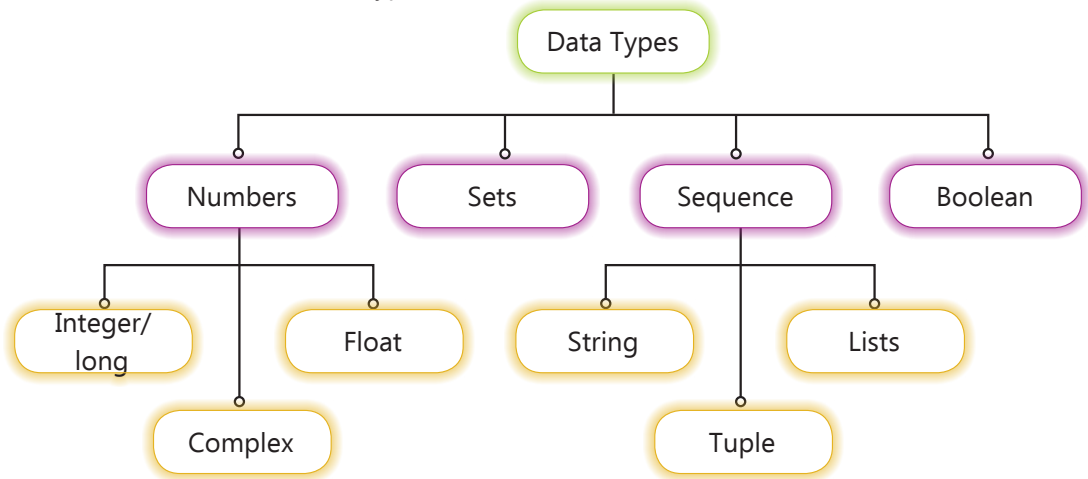 Data Types
Numbers
Sets
Sequence
Boolean
Integer/
long
Float
String
Lists
Complex
Tuple